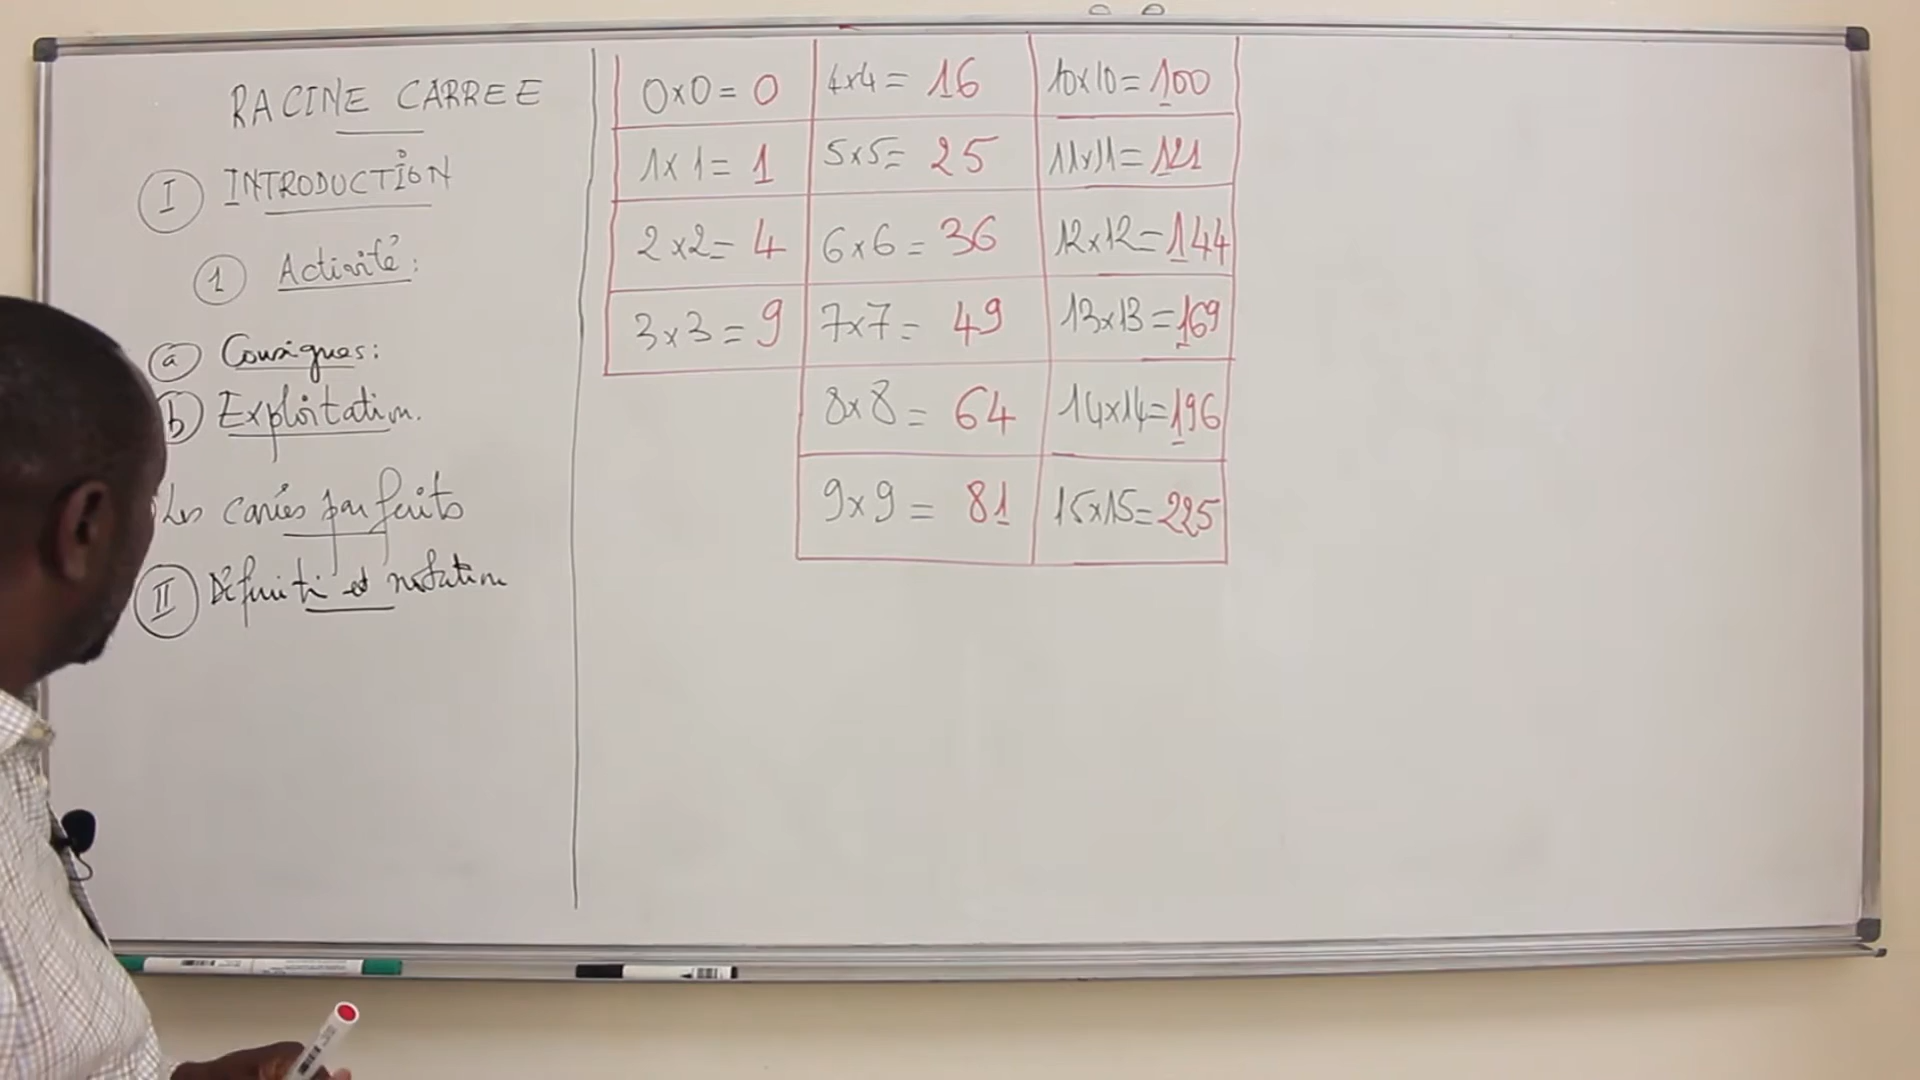 RACINE CARREE
I INTRODUCTION
1 Activité :
a Consignes :
b Exploitation.
Les carrés parfaits
II Définiti et notation
0x0 = 0
1x1 = 1
2x2 = 4
3x3 = 9
4x4 = 16
5x5 = 25
6x6 = 36
7x7 = 49
8x8 = 64
9x9 = 81
10x10 = 100
11x11 = 121
12x12 = 144
13x13 = 169
14x14 = 196
15x15 = 225